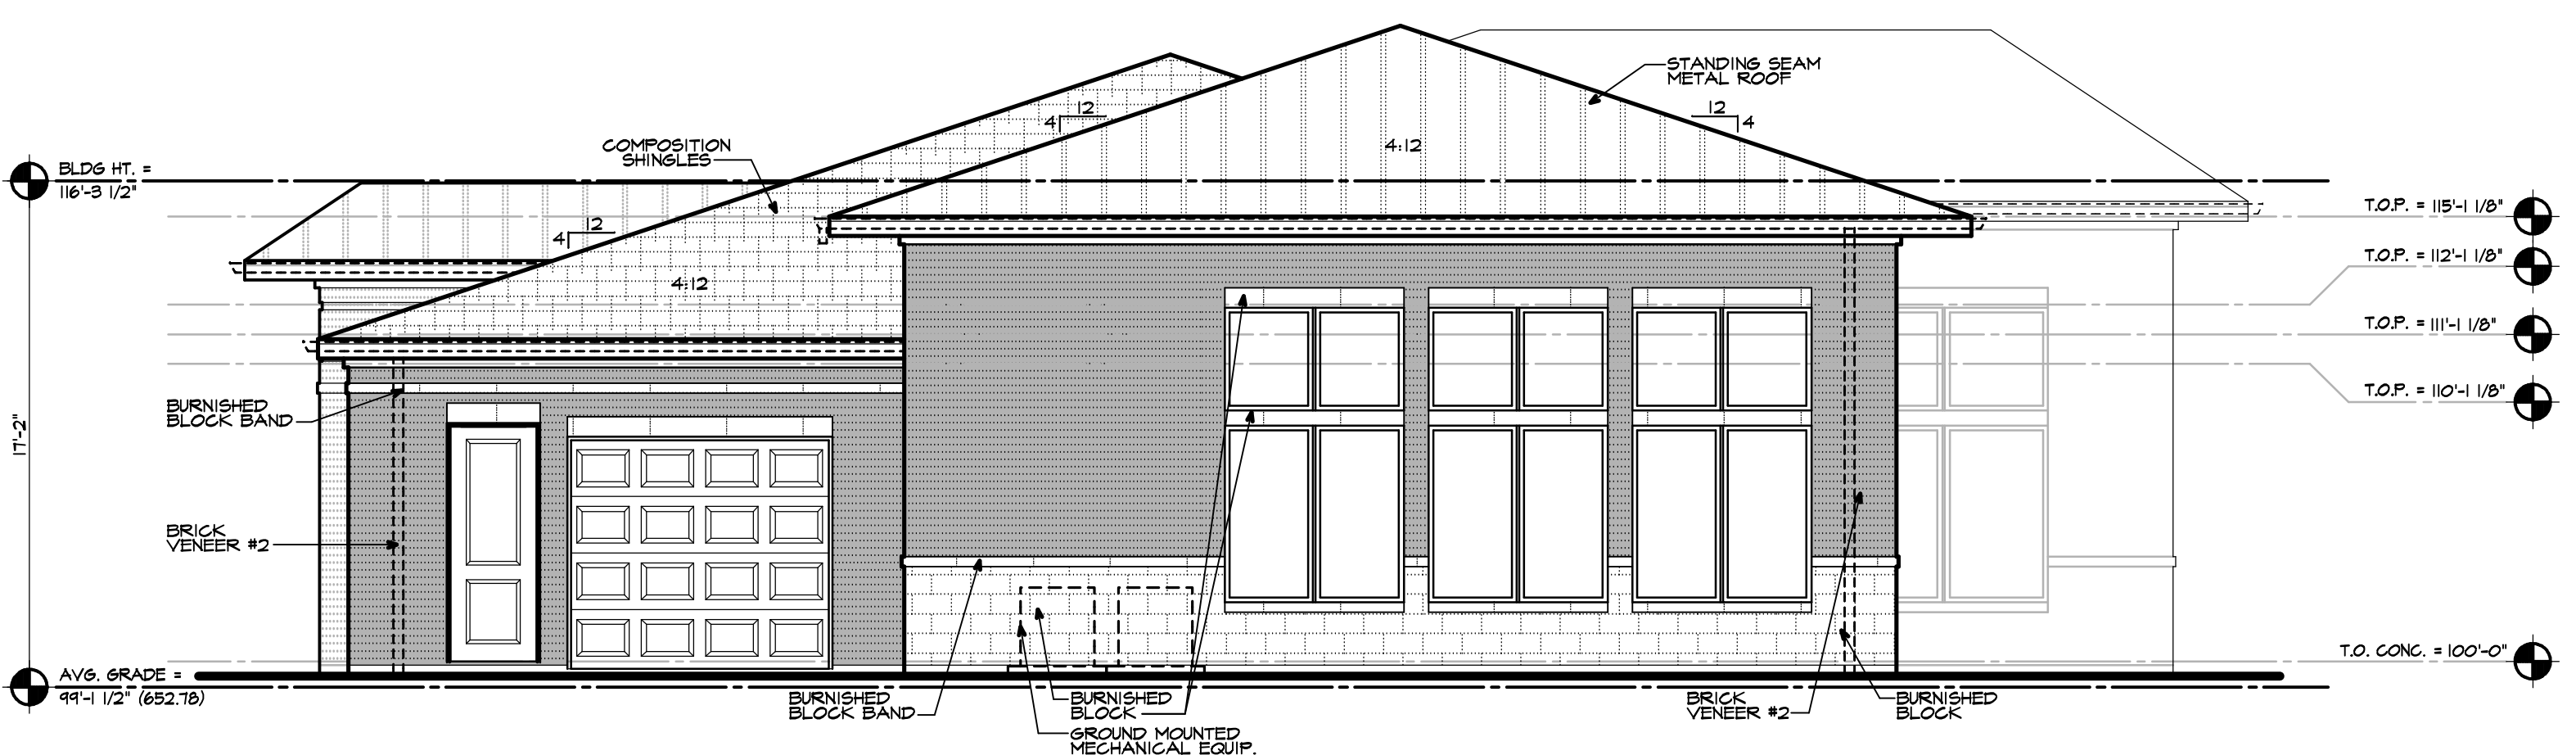 STANDING SEAM
METAL ROOF
12
4
12
4
4:12
COMPOSITION
SHINGLES
BLDG HT. =
116'-3 1/2"
T.O.P. = 115'-1 1/8"
12
4
T.O.P. = 112'-1 1/8"
4:12
T.O.P. = 111'-1 1/8"
T.O.P. = 110'-1 1/8"
BURNISHED
BLOCK BAND
17'-2"
BRICK
VENEER #2
T.O. CONC. = 100'-0"
AVG. GRADE =
99'-1 1/2" (652.78)
BURNISHED
BLOCK BAND
BURNISHED
BLOCK
BRICK
VENEER #2
BURNISHED
BLOCK
GROUND MOUNTED
MECHANICAL EQUIP.